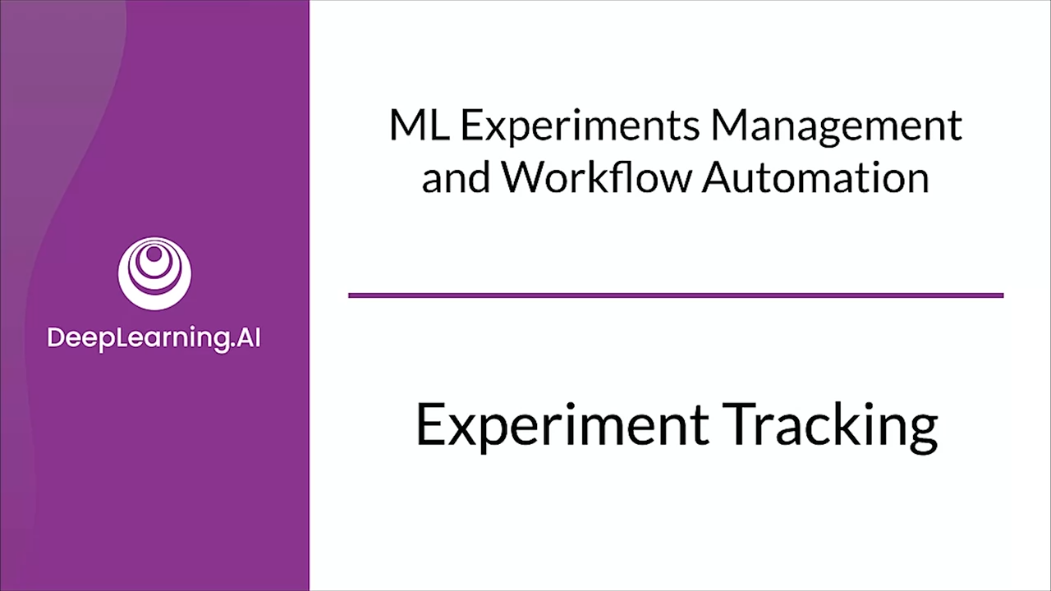 ML Experiments Management
and Workflow Automation
DeepLearning.AI
Experiment Tracking